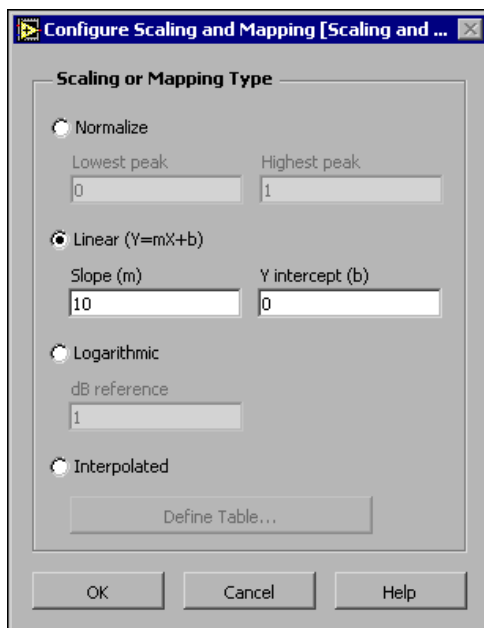 Configure Scaling and Mapping [Scaling and ...
Scaling or Mapping Type
Normalize
Lowest peak Highest peak
0 1
Linear (Y=mX+b)
Slope (m) Y intercept (b)
10 0
Logarithmic
dB reference
1
Interpolated
Define Table...
OK Cancel Help